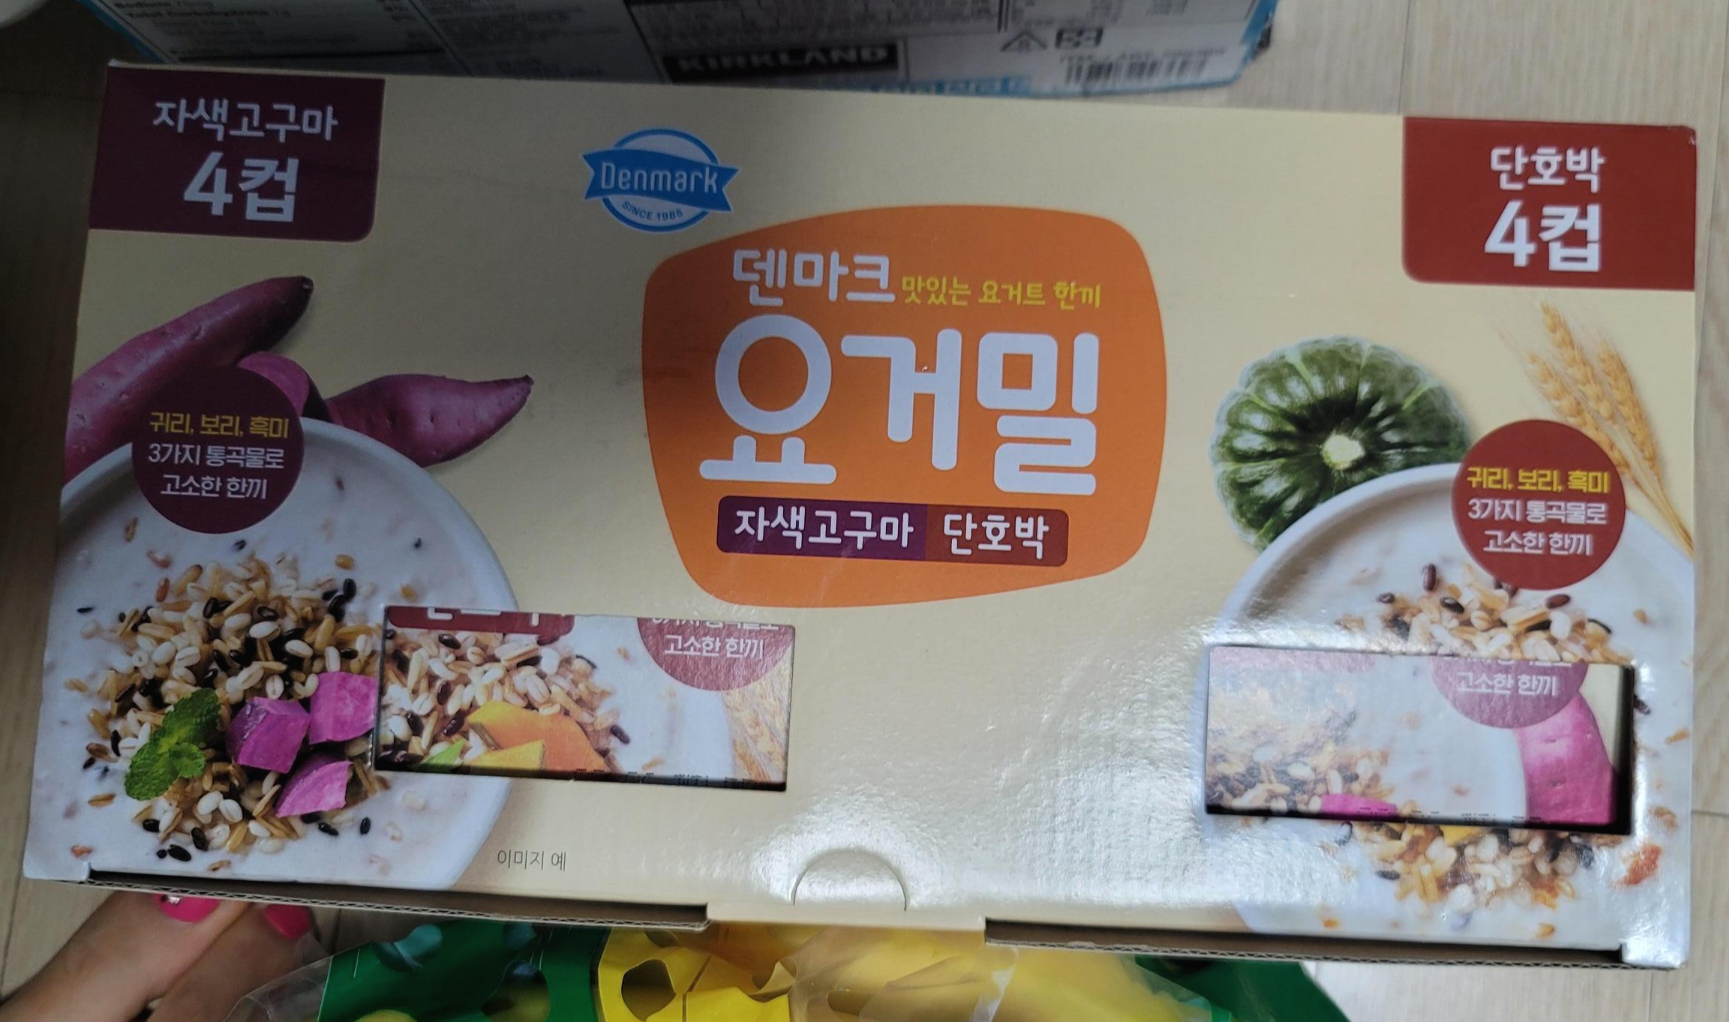 KIRKLAND
자색고구마
4컵
Denmark
SINCE 1985
단호박
4컵
덴마크 맛있는 요거트 한끼
요거밀
자색고구마 단호박
귀리, 보리, 흑미
3가지 통곡물로
고소한 한끼
귀리, 보리, 흑미
3가지 통곡물로
고소한 한끼
고소한 한끼
고소한 한끼
이미지 예